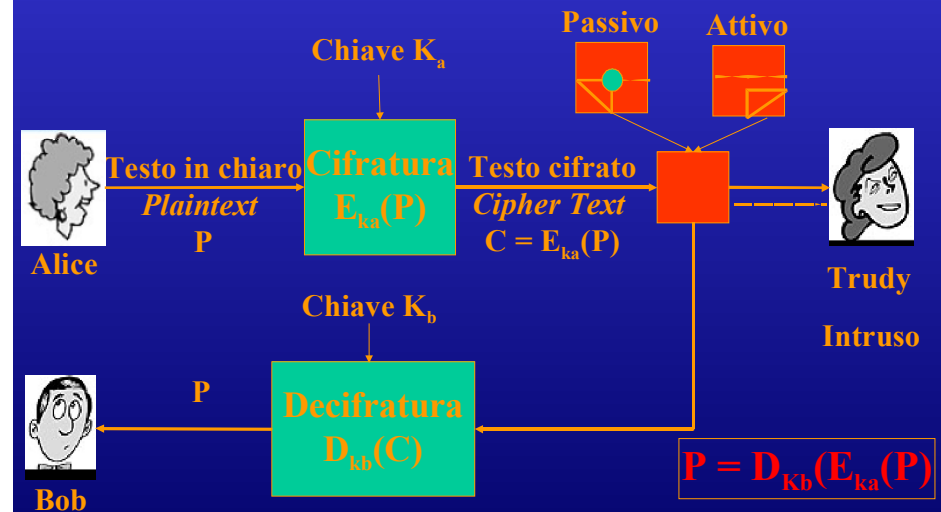 Passivo
Attivo
Chiave Ka
Testo in chiaro
Plaintext
P
Cifratura
Eka(P)
Testo cifrato
Cipher Text
C = Eka(P)
Alice
Trudy
Intruso
Chiave Kb
P
Decifratura
Dkb(C)
Bob
P = DKb(Eka(P)